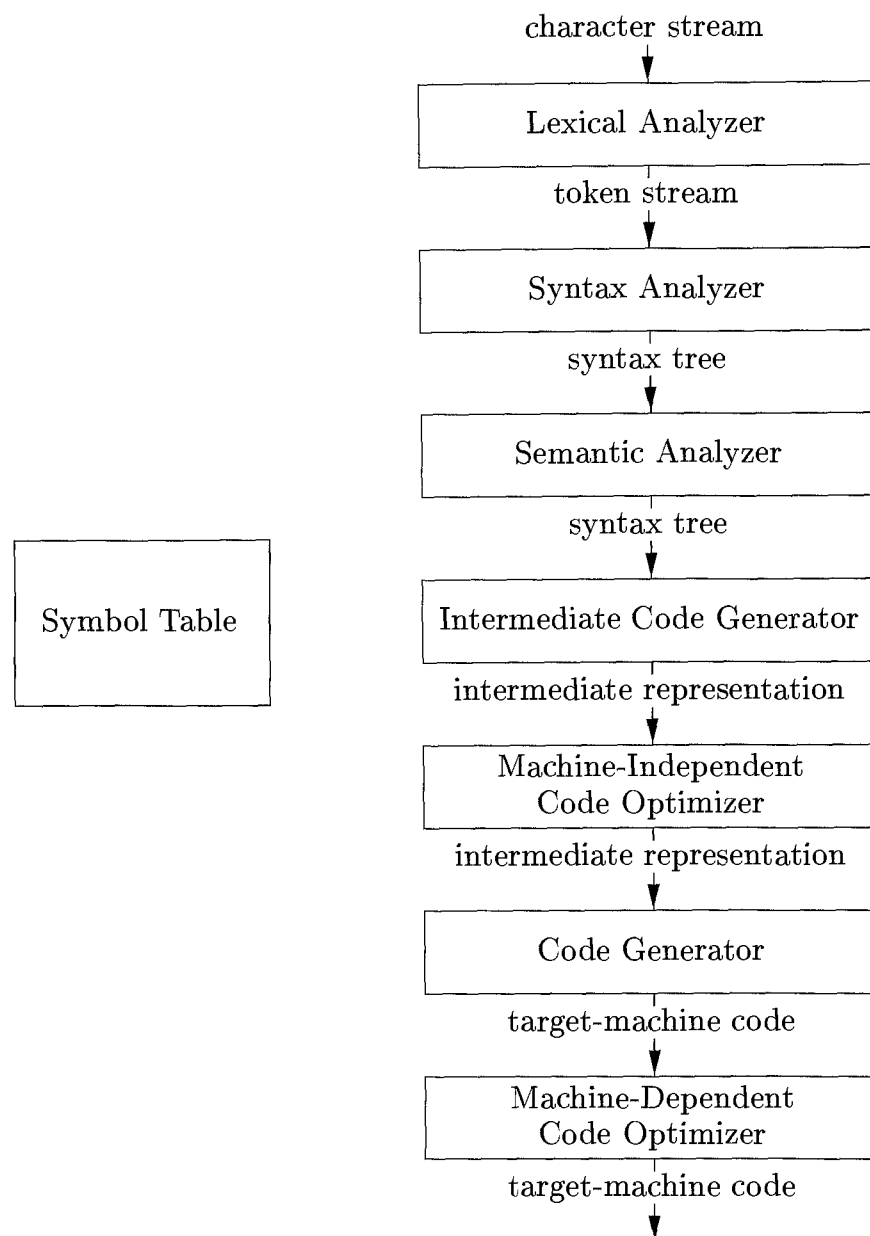 character stream
Lexical Analyzer
token stream
Syntax Analyzer
syntax tree
Semantic Analyzer
syntax tree
Symbol Table
Intermediate Code Generator
intermediate representation
Machine-Independent
Code Optimizer
intermediate representation
Code Generator
target-machine code
Machine-Dependent
Code Optimizer
target-machine code